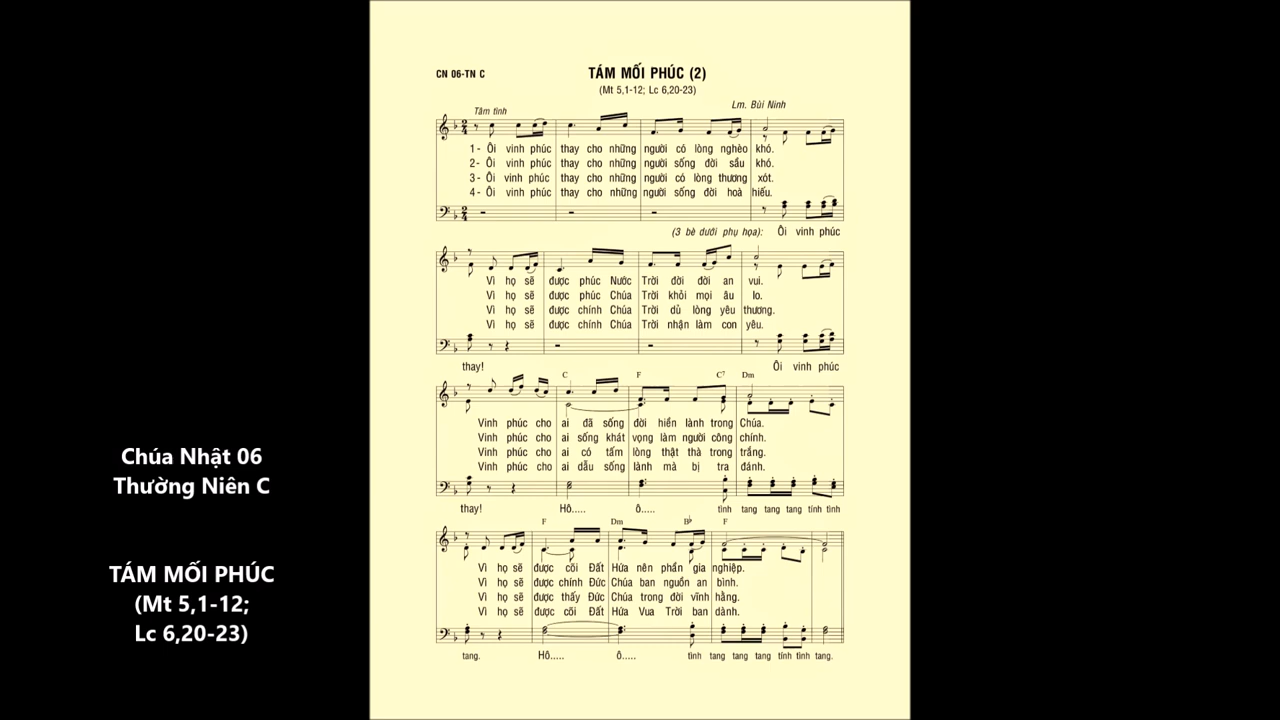 CN 06-TN C
TÁM MỐI PHÚC (2)
(Mt 5,1-12; Lc 6,20-23)
Lm. Bùi Ninh
Tâm tình
1- Ôi vinh phúc thay cho những người có lòng nghèo khó.
2- Ôi vinh phúc thay cho những người sống đời sầu khó.
3- Ôi vinh phúc thay cho những người có lòng thương xót.
4- Ôi vinh phúc thay cho những người sống đời hoà hiếu.
(3 bè dưới phụ họa): Ôi vinh phúc
Vì họ sẽ được phúc Nước Trời đời đời an vui.
Vì họ sẽ được phúc Chúa Trời khỏi mọi âu lo.
Vì họ sẽ được chính Chúa Trời dủ lòng yêu thương.
Vì họ sẽ được chính Chúa Trời nhận làm con yêu.
thay! Ôi vinh phúc
C F C7 Dm
Vinh phúc cho ai đã sống đời hiền lành trong Chúa.
Vinh phúc cho ai sống khát vọng làm người công chính.
Vinh phúc cho ai có tấm lòng thật thà trong trắng.
Vinh phúc cho ai dẫu sống lành mà bị tra đánh.
thay! Hô..... ô..... tình tang tang tang tính tình
F Dm B♭ F
Vì họ sẽ được cõi Đất Hứa nên phần gia nghiệp.
Vì họ sẽ được chính Đức Chúa ban nguồn an bình.
Vì họ sẽ được thấy Đức Chúa trong đời vĩnh hằng.
Vì họ sẽ được cõi Đất Hứa Vua Trời ban dành.
tang. Hô..... ô..... tình tang tang tang tính tình tang.
Chúa Nhật 06
Thường Niên C
TÁM MỐI PHÚC
(Mt 5,1-12;
Lc 6,20-23)